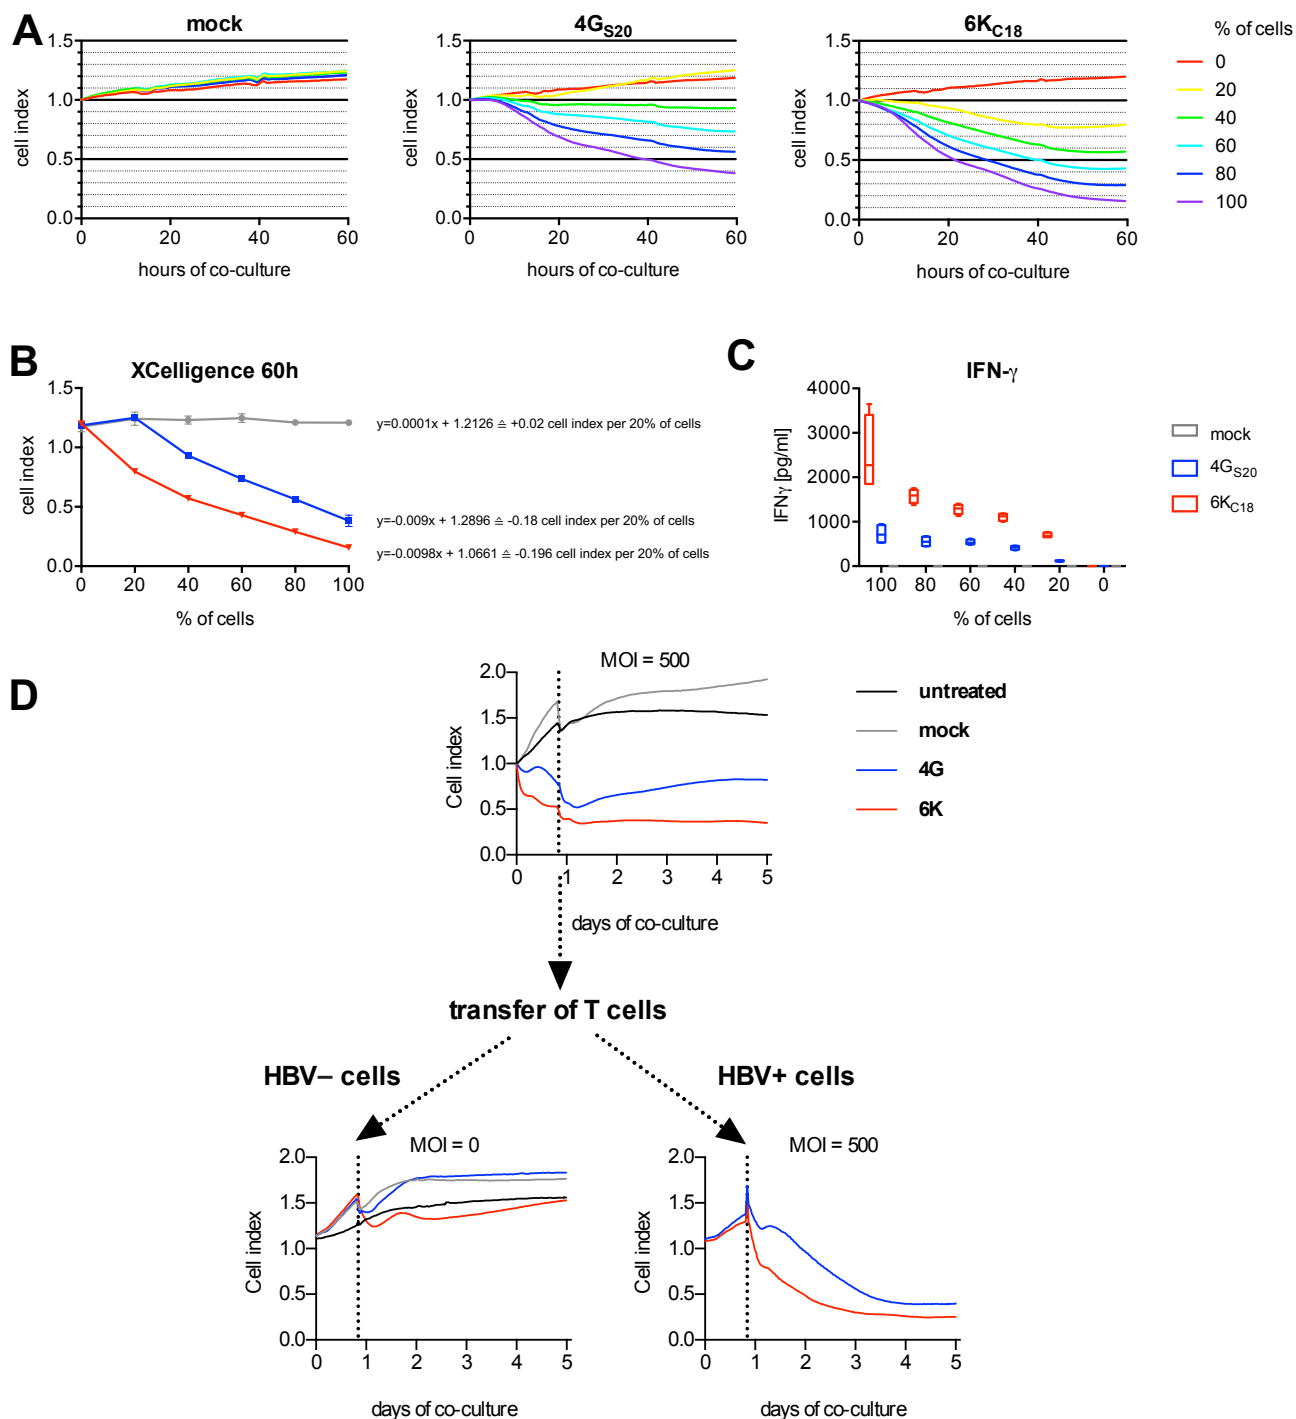 A
mock
4GS20
6KC18
% of cells
1.5
1.0
0.5
0.0
cell index
0 20 40 60
hours of co-culture
1.5
1.0
0.5
0.0
cell index
0 20 40 60
hours of co-culture
1.5
1.0
0.5
0.0
cell index
0 20 40 60
hours of co-culture
0
20
40
60
80
100
B
XCelligence 60h
1.5
1.0
0.5
0.0
cell index
0 20 40 60 80 100
% of cells
y=0.0001x + 1.2126 ≙ +0.02 cell index per 20% of cells
y=-0.009x + 1.2896 ≙ -0.18 cell index per 20% of cells
y=-0.0098x + 1.0661 ≙ -0.196 cell index per 20% of cells
C
IFN-γ
4000
3000
2000
1000
0
IFNγ [pg/ml]
100 80 60 40 20 0
% of cells
mock
4GS20
6KC18
D
MOI = 500
2.0
1.5
1.0
0.5
0.0
Cell index
0 1 2 3 4 5
days of co-culture
untreated
mock
4G
6K
transfer of T cells
HBV– cells
HBV+ cells
MOI = 0
2.0
1.5
1.0
0.5
0.0
Cell index
0 1 2 3 4 5
days of co-culture
MOI = 500
2.0
1.5
1.0
0.5
0.0
Cell index
0 1 2 3 4 5
days of co-culture